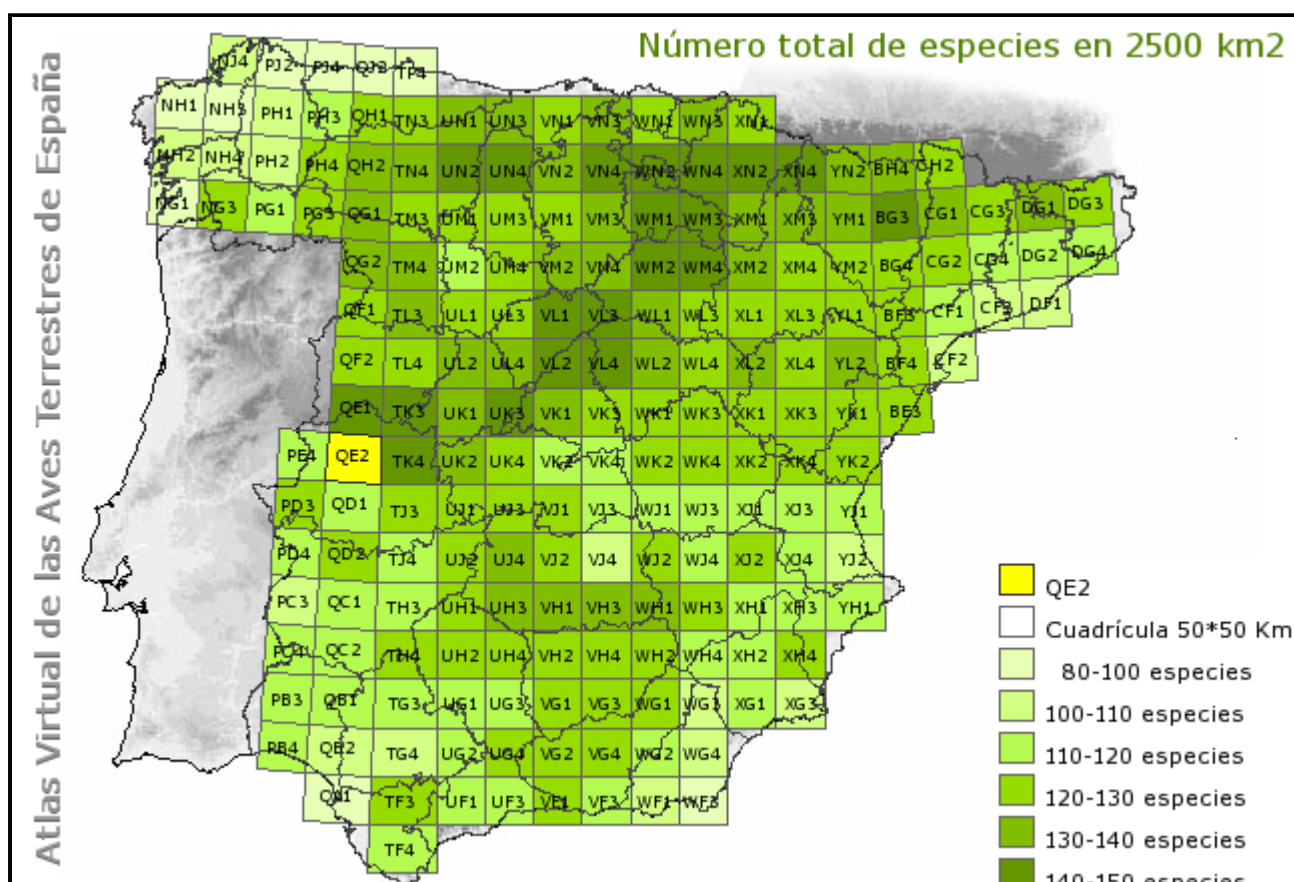 Número total de especies en 2500 km2
Atlas Virtual de las Aves Terrestres de España
NJ4 PJ2 PJ4 QJ2 TP4
NH1 NH3 PH1 PH3 QH1 TN3 UN1 UN3 VN1 VN3 WN1 WN3 XN1
NH2 NH4 PH2 PH4 QH2 TN4 UN2 UN4 VN2 VN4 WN2 WN4 XN2 XN4 YN2 BH4 CH2
NG1 NG3 PG1 PG3 QG1 TM3 UM1 UM3 VM1 VM3 WM1 WM3 XM1 XM3 YM1 BG3 CG1 CG3 DG1 DG3
QG2 TM4 UM2 UM4 VM2 VN4 WM2 WM4 XM2 XM4 YM2 BG4 CG2 CG4 DG2 DG4
QF1 TL3 UL1 UL3 VL1 VL3 WL1 WL3 XL1 XL3 YL1 BF3 CF1 CF3 DF1
QF2 TL4 UL2 UL4 VL2 VL4 WL2 WL4 XL2 XL4 YL2 BF4 CF2
QE1 TK3 UK1 UK3 VK1 VK3 WK1 WK3 XK1 XK3 YK1 BE3
PE4 QE2 TK4 UK2 UK4 VK2 VK4 WK2 WK4 XK2 XK4 YK2
PD3 QD1 TJ3 UJ1 UJ3 VJ1 VJ3 WJ1 WJ3 XJ1 XJ3 YJ1
PD4 QD2 TJ4 UJ2 UJ4 VJ2 VJ4 WJ2 WJ4 XJ2 XJ4 YJ2
PC3 QC1 TH3 UH1 UH3 VH1 VH3 WH1 WH3 XH1 XH3 YH1
PC4 QC2 TH4 UH2 UH4 VH2 VH4 WH2 WH4 XH2 XH4
PB3 QB1 TG3 UG1 UG3 VG1 VG3 WG1 WG3 XG1 XG3
PB4 QB2 TG4 UG2 UG4 VG2 VG4 WG2 WG4
TF3 UF1 UF3 VF1 VF3 WF1 WF3
TF4
QE2
Cuadrícula 50*50 Km
80-100 especies
100-110 especies
110-120 especies
120-130 especies
130-140 especies
140-150 especies